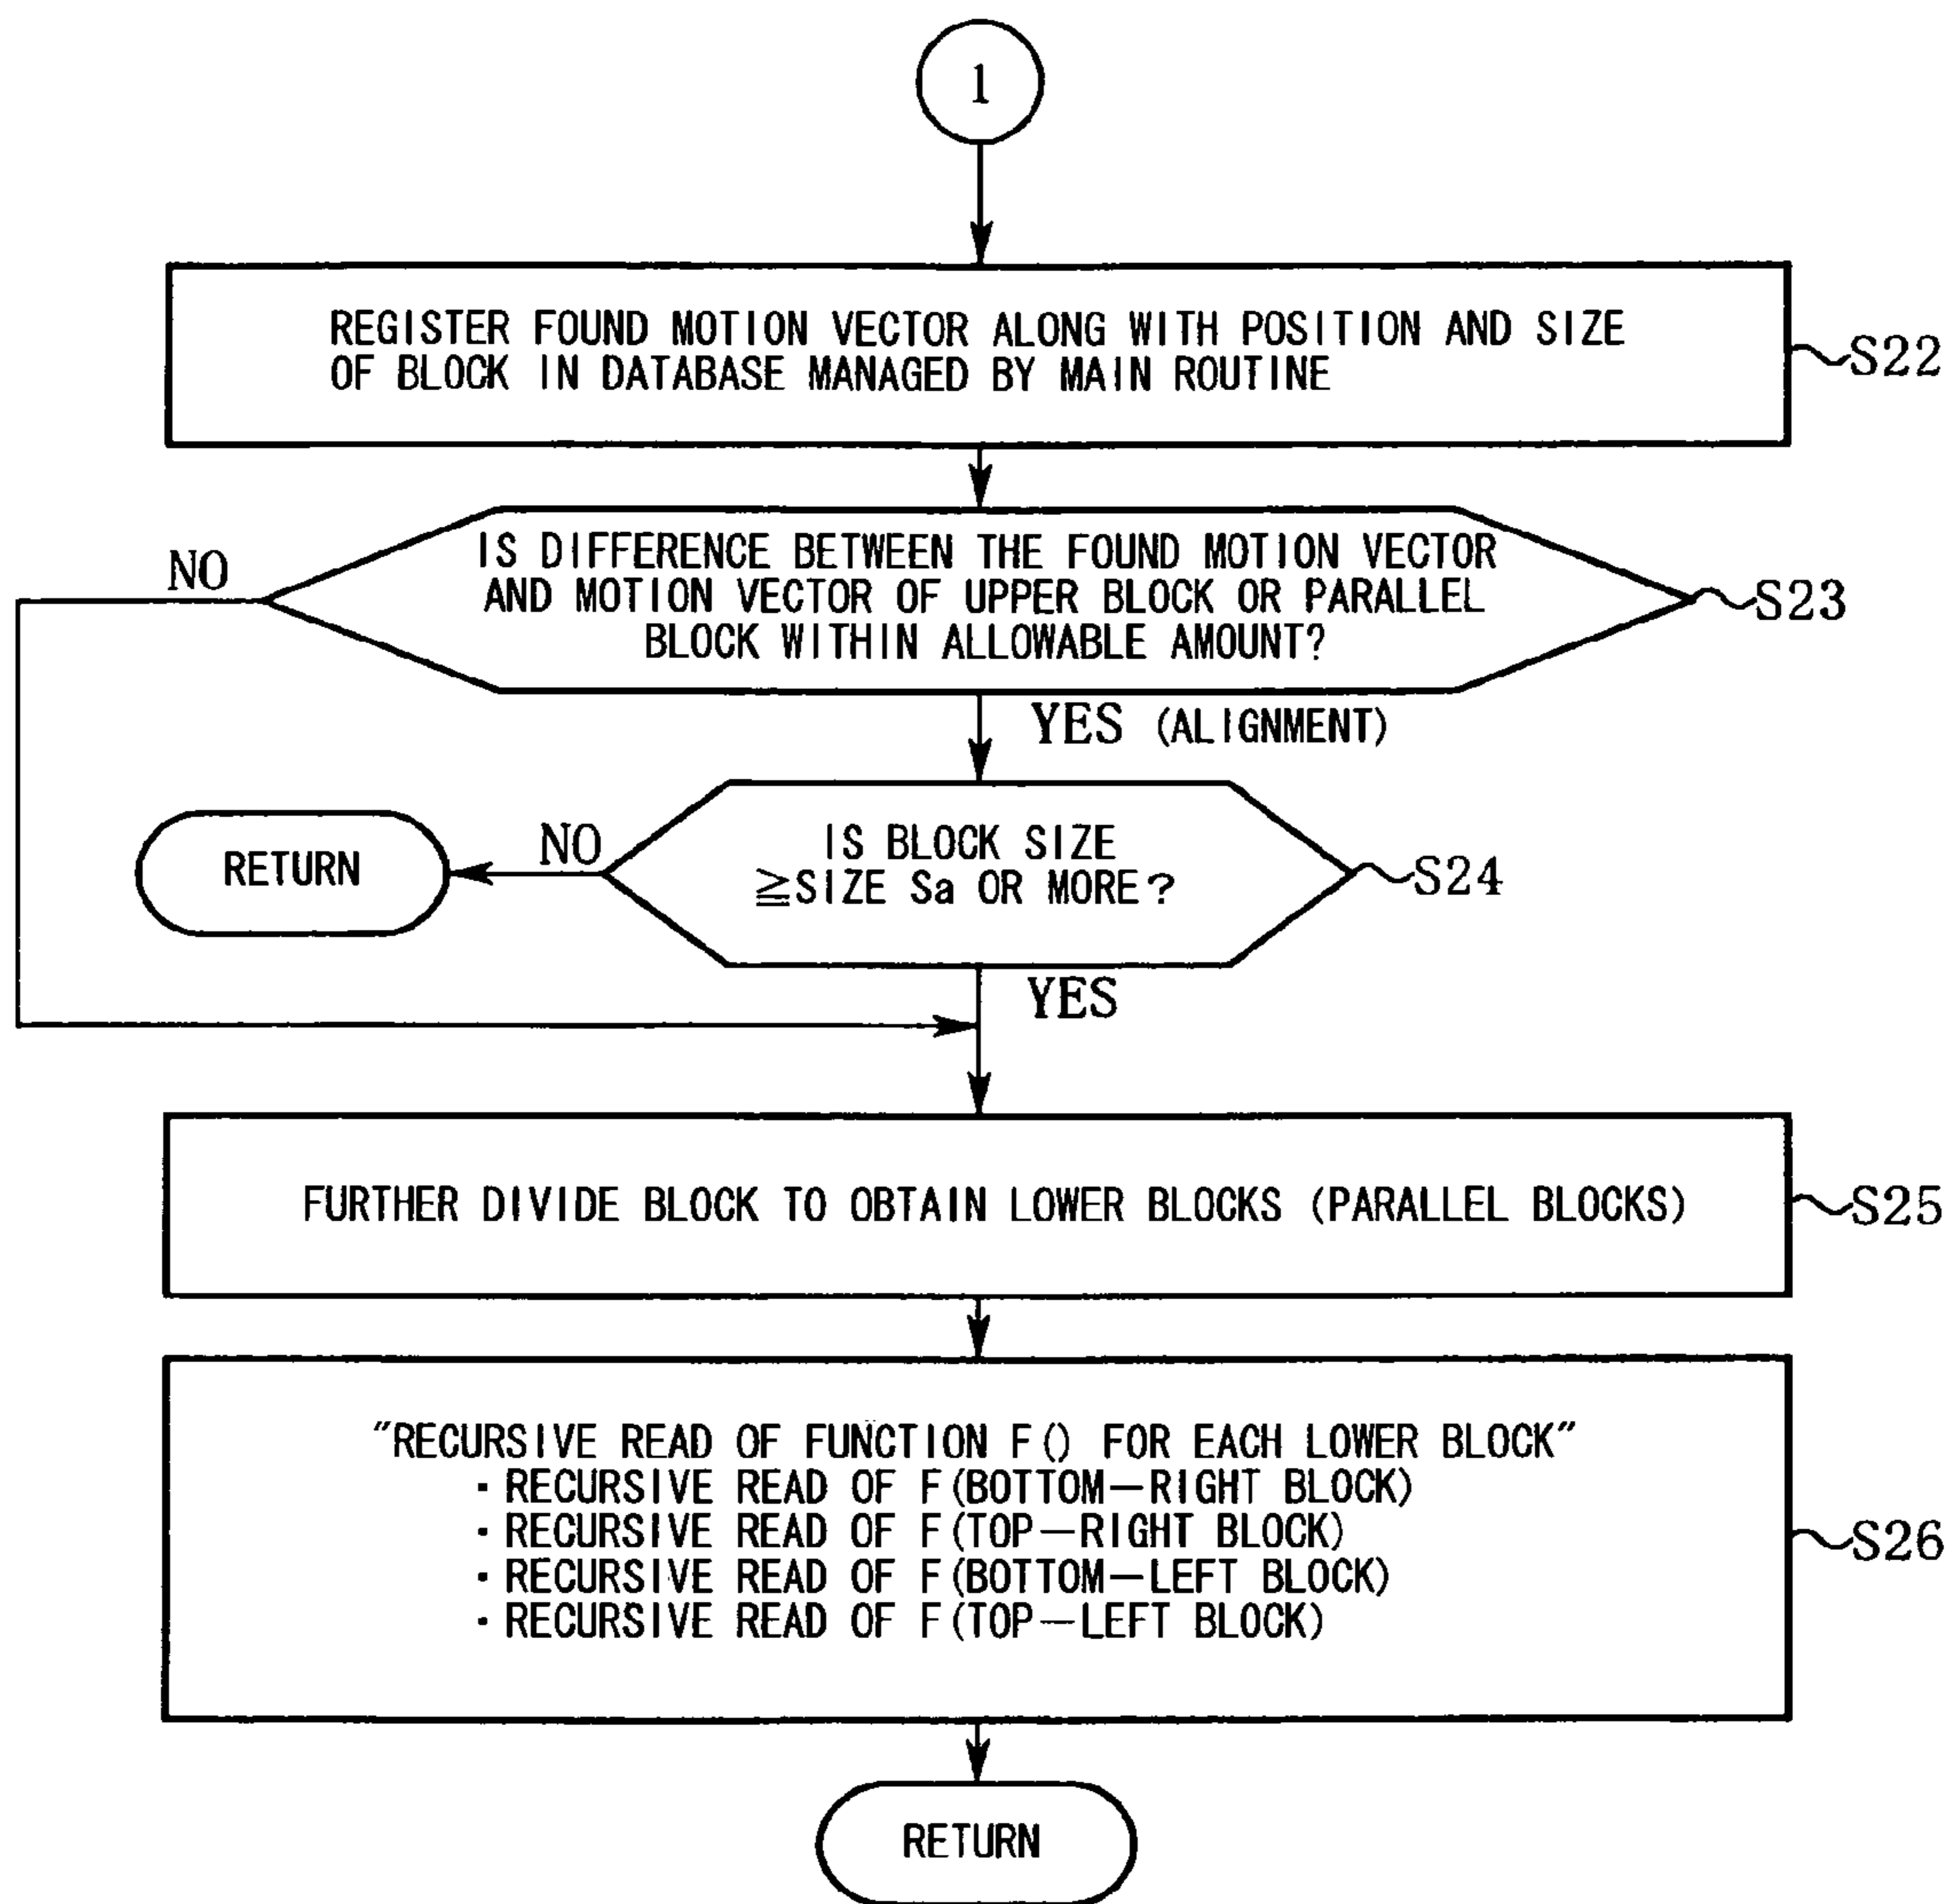 1
REGISTER FOUND MOTION VECTOR ALONG WITH POSITION AND SIZE
OF BLOCK IN DATABASE MANAGED BY MAIN ROUTINE
S22
IS DIFFERENCE BETWEEN THE FOUND MOTION VECTOR
AND MOTION VECTOR OF UPPER BLOCK OR PARALLEL
BLOCK WITHIN ALLOWABLE AMOUNT?
NO
S23
YES (ALIGNMENT)
IS BLOCK SIZE
≧SIZE Sa OR MORE?
NO
S24
RETURN
YES
FURTHER DIVIDE BLOCK TO OBTAIN LOWER BLOCKS (PARALLEL BLOCKS)
S25
"RECURSIVE READ OF FUNCTION F() FOR EACH LOWER BLOCK"
・RECURSIVE READ OF F(BOTTOM—RIGHT BLOCK)
・RECURSIVE READ OF F(TOP—RIGHT BLOCK)
・RECURSIVE READ OF F(BOTTOM—LEFT BLOCK)
・RECURSIVE READ OF F(TOP—LEFT BLOCK)
S26
RETURN